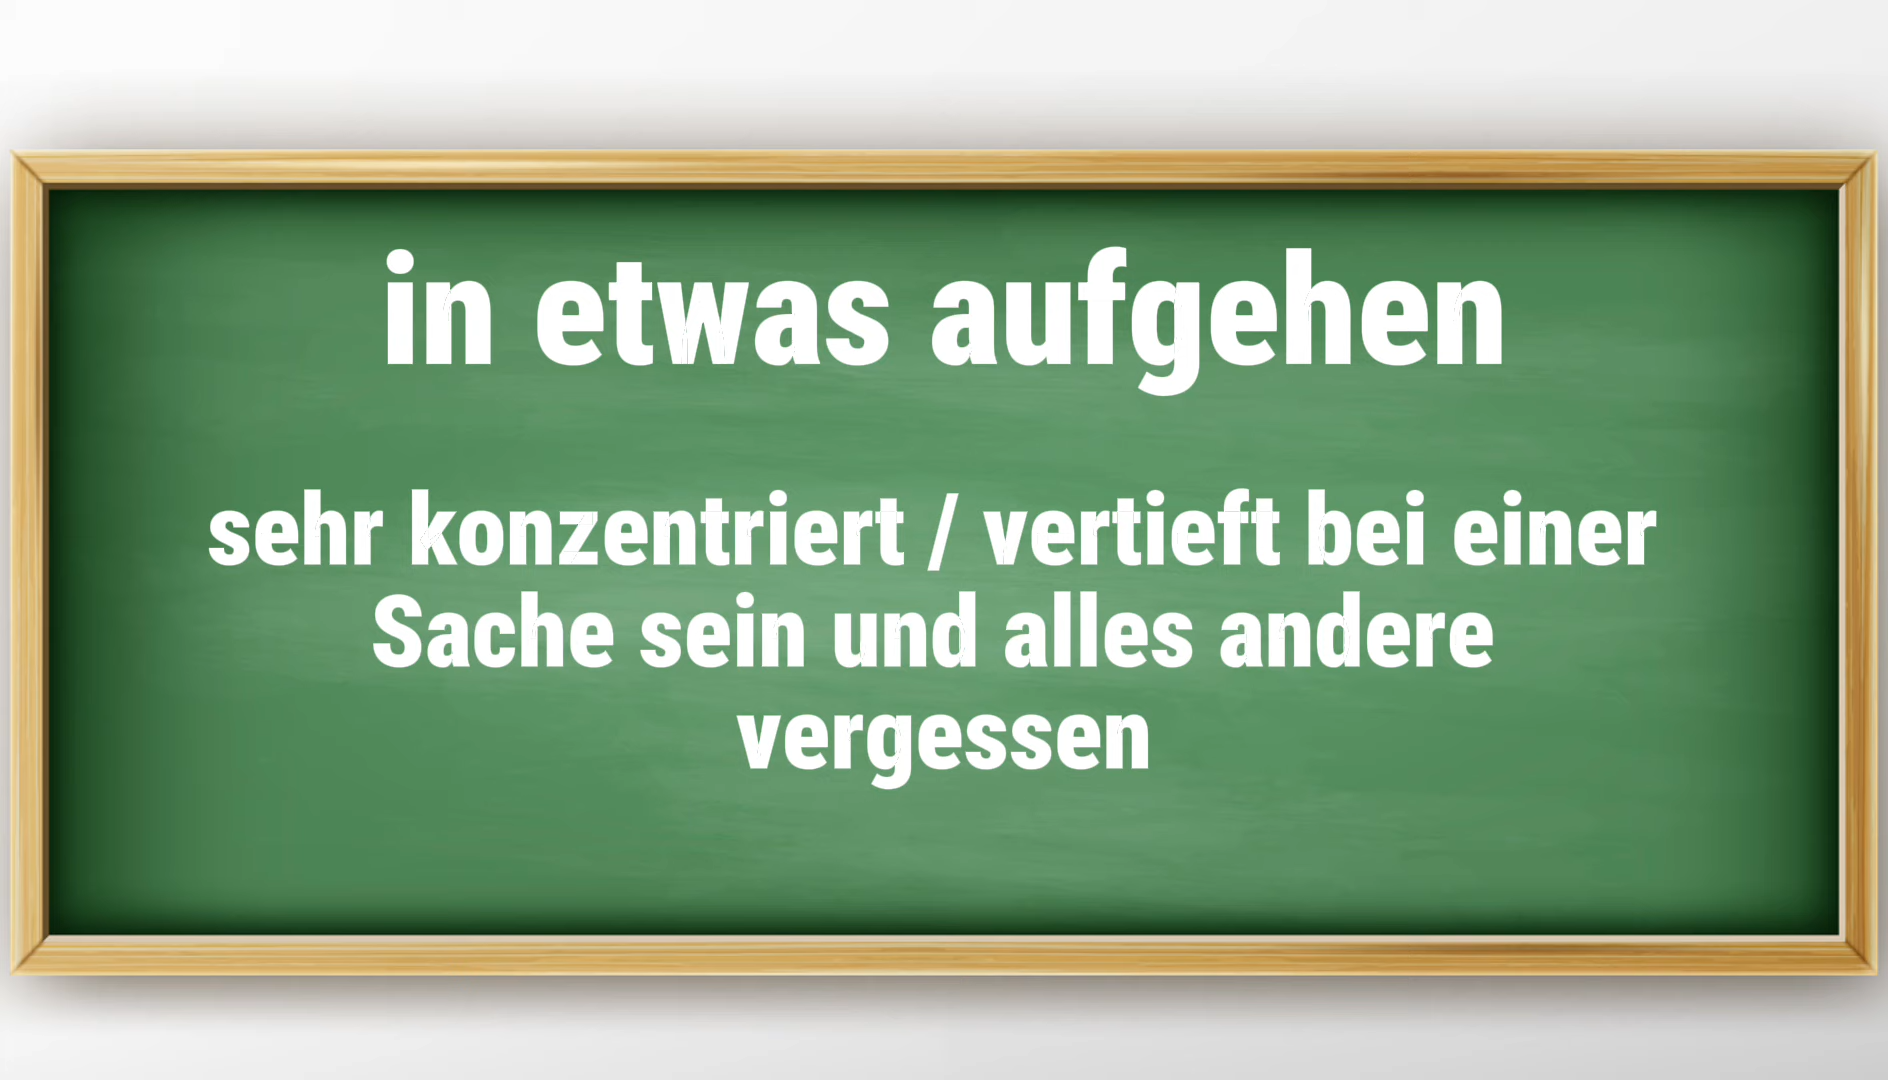 in etwas aufgehen
sehr konzentriert / vertieft bei einer
Sache sein und alles andere
vergessen